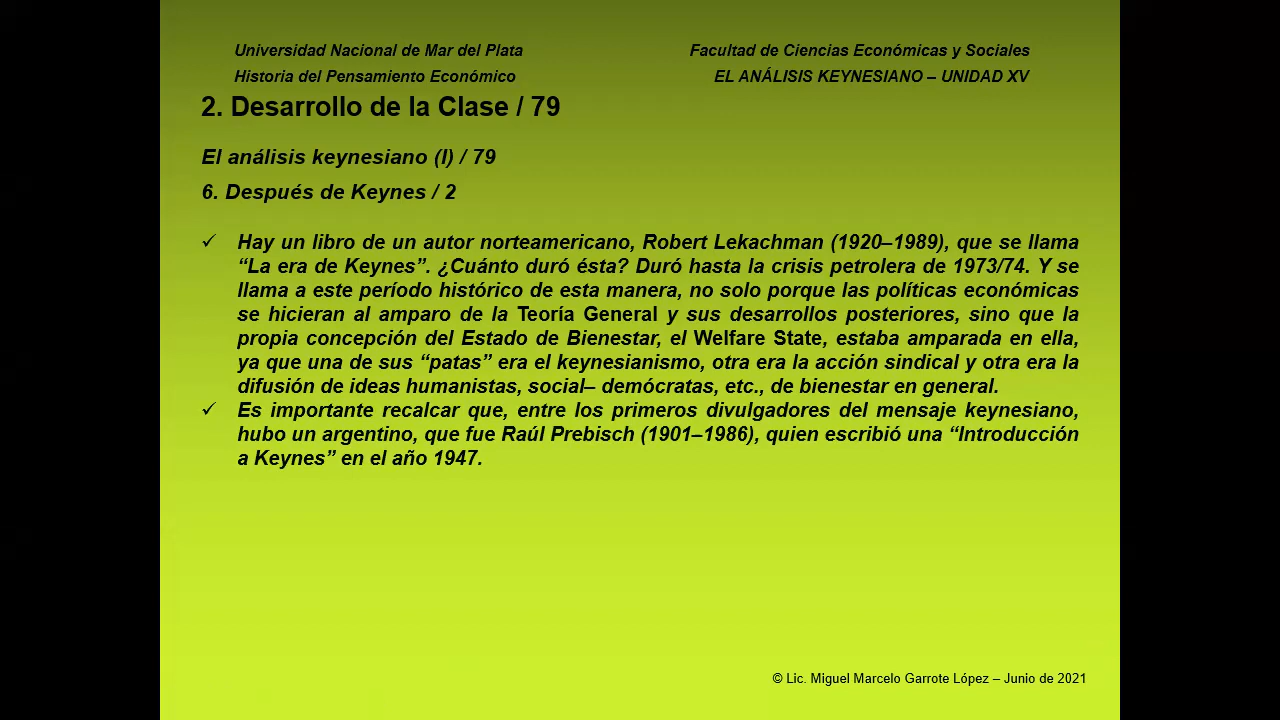 Universidad Nacional de Mar del Plata Facultad de Ciencias Económicas y Sociales
Historia del Pensamiento Económico EL ANÁLISIS KEYNESIANO – UNIDAD XV
2. Desarrollo de la Clase / 79
El análisis keynesiano (I) / 79
6. Después de Keynes / 2
✓ Hay un libro de un autor norteamericano, Robert Lekachman (1920–1989), que se llama
“La era de Keynes”. ¿Cuánto duró ésta? Duró hasta la crisis petrolera de 1973/74. Y se
llama a este período histórico de esta manera, no solo porque las políticas económicas
se hicieran al amparo de la Teoría General y sus desarrollos posteriores, sino que la
propia concepción del Estado de Bienestar, el Welfare State, estaba amparada en ella,
ya que una de sus “patas” era el keynesianismo, otra era la acción sindical y otra era la
difusión de ideas humanistas, social– demócratas, etc., de bienestar en general.
✓ Es importante recalcar que, entre los primeros divulgadores del mensaje keynesiano,
hubo un argentino, que fue Raúl Prebisch (1901–1986), quien escribió una “Introducción
a Keynes” en el año 1947.
© Lic. Miguel Marcelo Garrote López – Junio de 2021